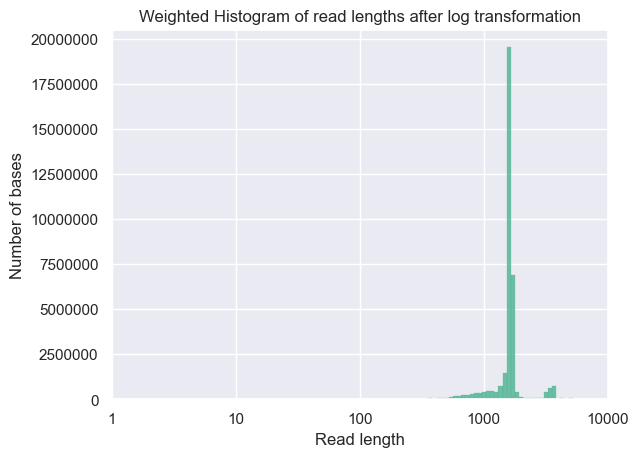 Weighted Histogram of read lengths after log transformation
20000000
17500000
15000000
12500000
10000000
7500000
5000000
2500000
0
Number of bases
1 10 100 1000 10000
Read length